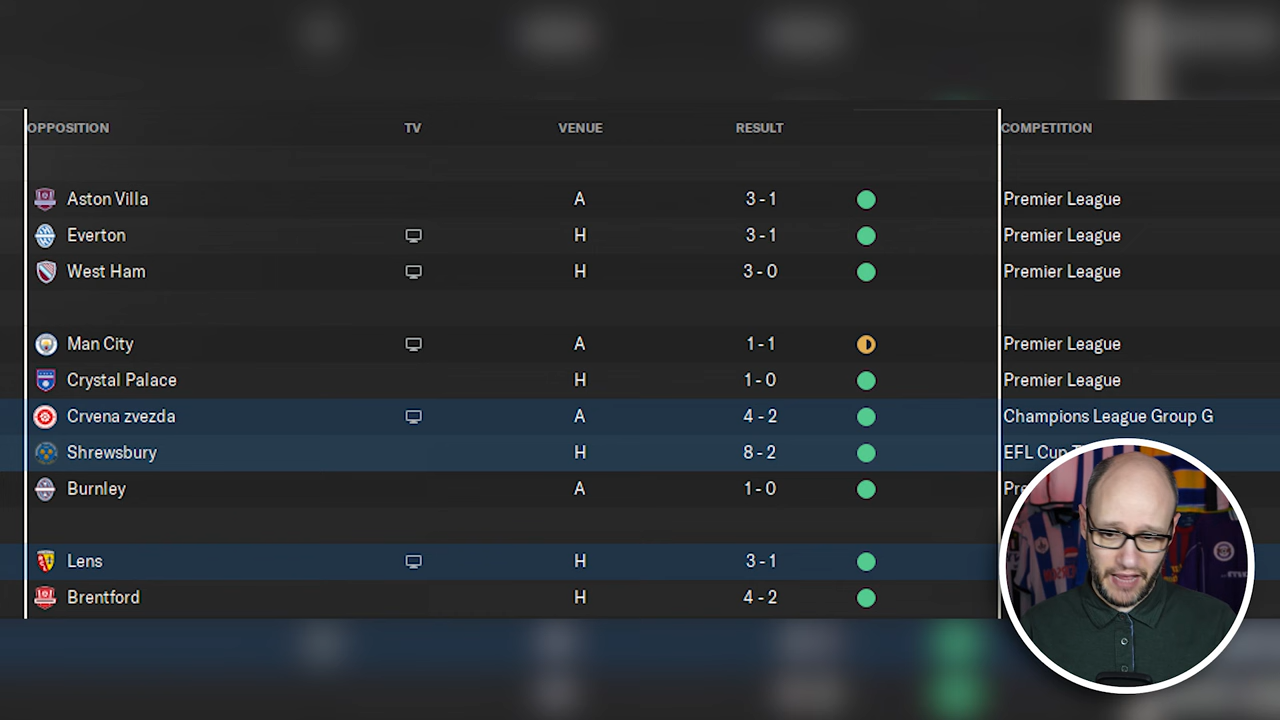 OPPOSITION TV VENUE RESULT COMPETITION
Aston Villa A 3 - 1 Premier League
Everton H 3 - 1 Premier League
West Ham H 3 - 0 Premier League
Man City A 1 - 1 Premier League
Crystal Palace H 1 - 0 Premier League
Crvena zvezda A 4 - 2 Champions League Group G
Shrewsbury H 8 - 2 EFL Cup
Burnley A 1 - 0
Lens H 3 - 1
Brentford H 4 - 2